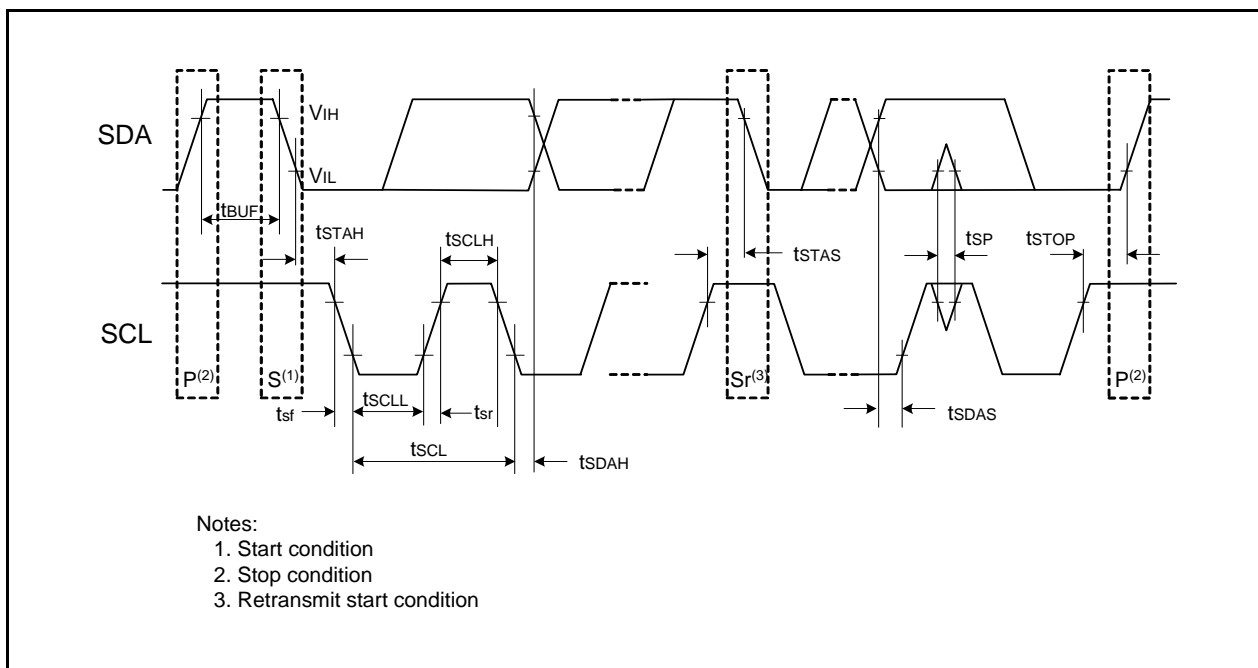 SDA
VIH
VIL
tBUF
tSTAH
tSCLH
tSTAS
tSP
tSTOP
SCL
P(2)
S(1)
Sr(3)
P(2)
tsf
tSCLL
tsr
tSDAS
tSCL
tSDAH
Notes:
1. Start condition
2. Stop condition
3. Retransmit start condition